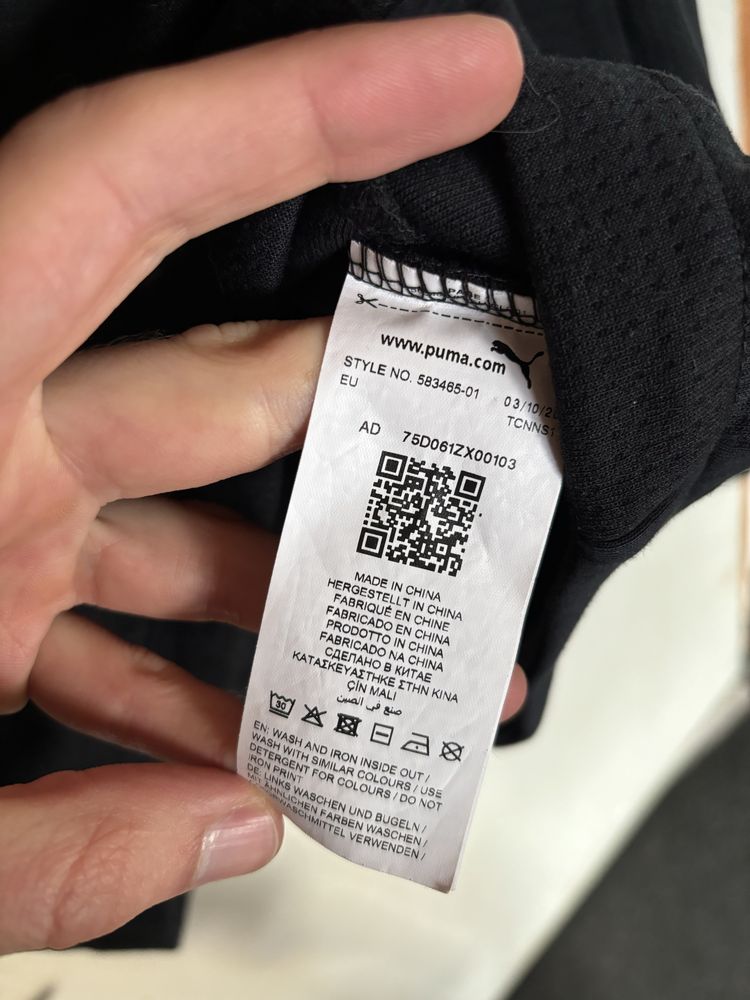 www.puma.com
STYLE NO. 583465-01 03/10/2
EU TCNNS1
AD 75D061ZX00103
MADE IN CHINA
HERGESTELLT IN CHINA
FABRIQUÉ EN CHINE
FABRICADO EN CHINA
PRODOTTO IN CHINA
FABRICADO NA CHINA
СДЕЛАНО В КИТАЕ
ΚΑΤΑΣΚΕΥΑΣΤΗΚΕ ΣΤΗΝ ΚΙΝΑ
ÇİN MALI
صنع في الصين
30
EN: WASH AND IRON INSIDE OUT /
WASH WITH SIMILAR COLOURS / USE
DETERGENT FOR COLOURS / DO NOT
IRON PRINT
DE: LINKS WASCHEN UND BÜGELN /
MIT ÄHNLICHEN FARBEN WASCHEN /
WASCHMITTEL VERWENDEN /